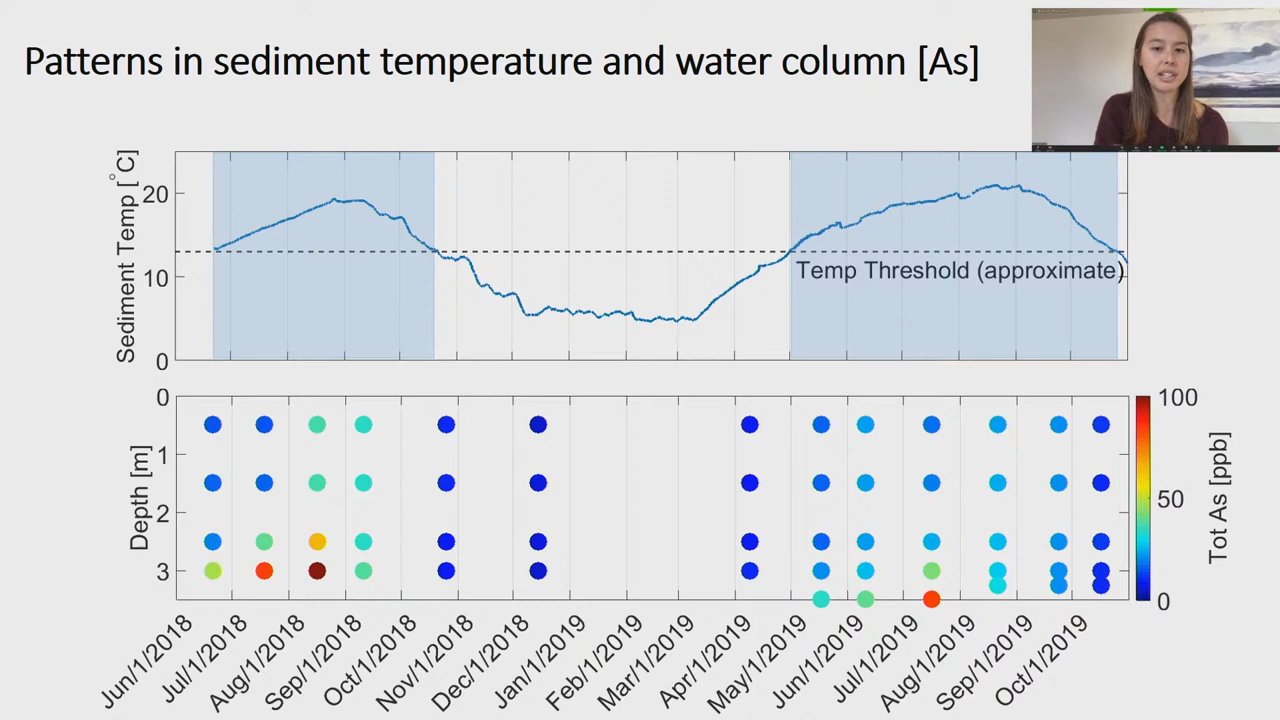 Patterns in sediment temperature and water column [As]
Sediment Temp [°C]
20
10
0
Temp Threshold (approximate)
Depth [m]
0
1
2
3
Jun/1/2018
Jul/1/2018
Aug/1/2018
Sep/1/2018
Oct/1/2018
Nov/1/2018
Dec/1/2018
Jan/1/2019
Feb/1/2019
Mar/1/2019
Apr/1/2019
May/1/2019
Jun/1/2019
Jul/1/2019
Aug/1/2019
Sep/1/2019
Oct/1/2019
100
50
0
Tot As [ppb]